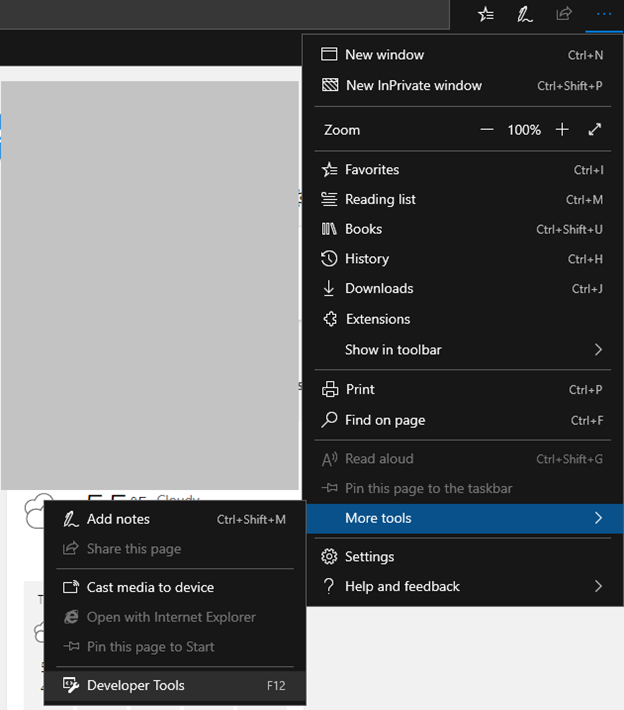 New window Ctrl+N
New InPrivate window Ctrl+Shift+P
Zoom 100%
Favorites Ctrl+I
Reading list Ctrl+M
Books Ctrl+Shift+U
History Ctrl+H
Downloads Ctrl+J
Extensions
Show in toolbar
Print Ctrl+P
Find on page Ctrl+F
Read aloud Ctrl+Shift+G
Pin this page to the taskbar
More tools
Settings
Help and feedback
Cloudy
Add notes Ctrl+Shift+M
Share this page
Cast media to device
Open with Internet Explorer
Pin this page to Start
Developer Tools F12